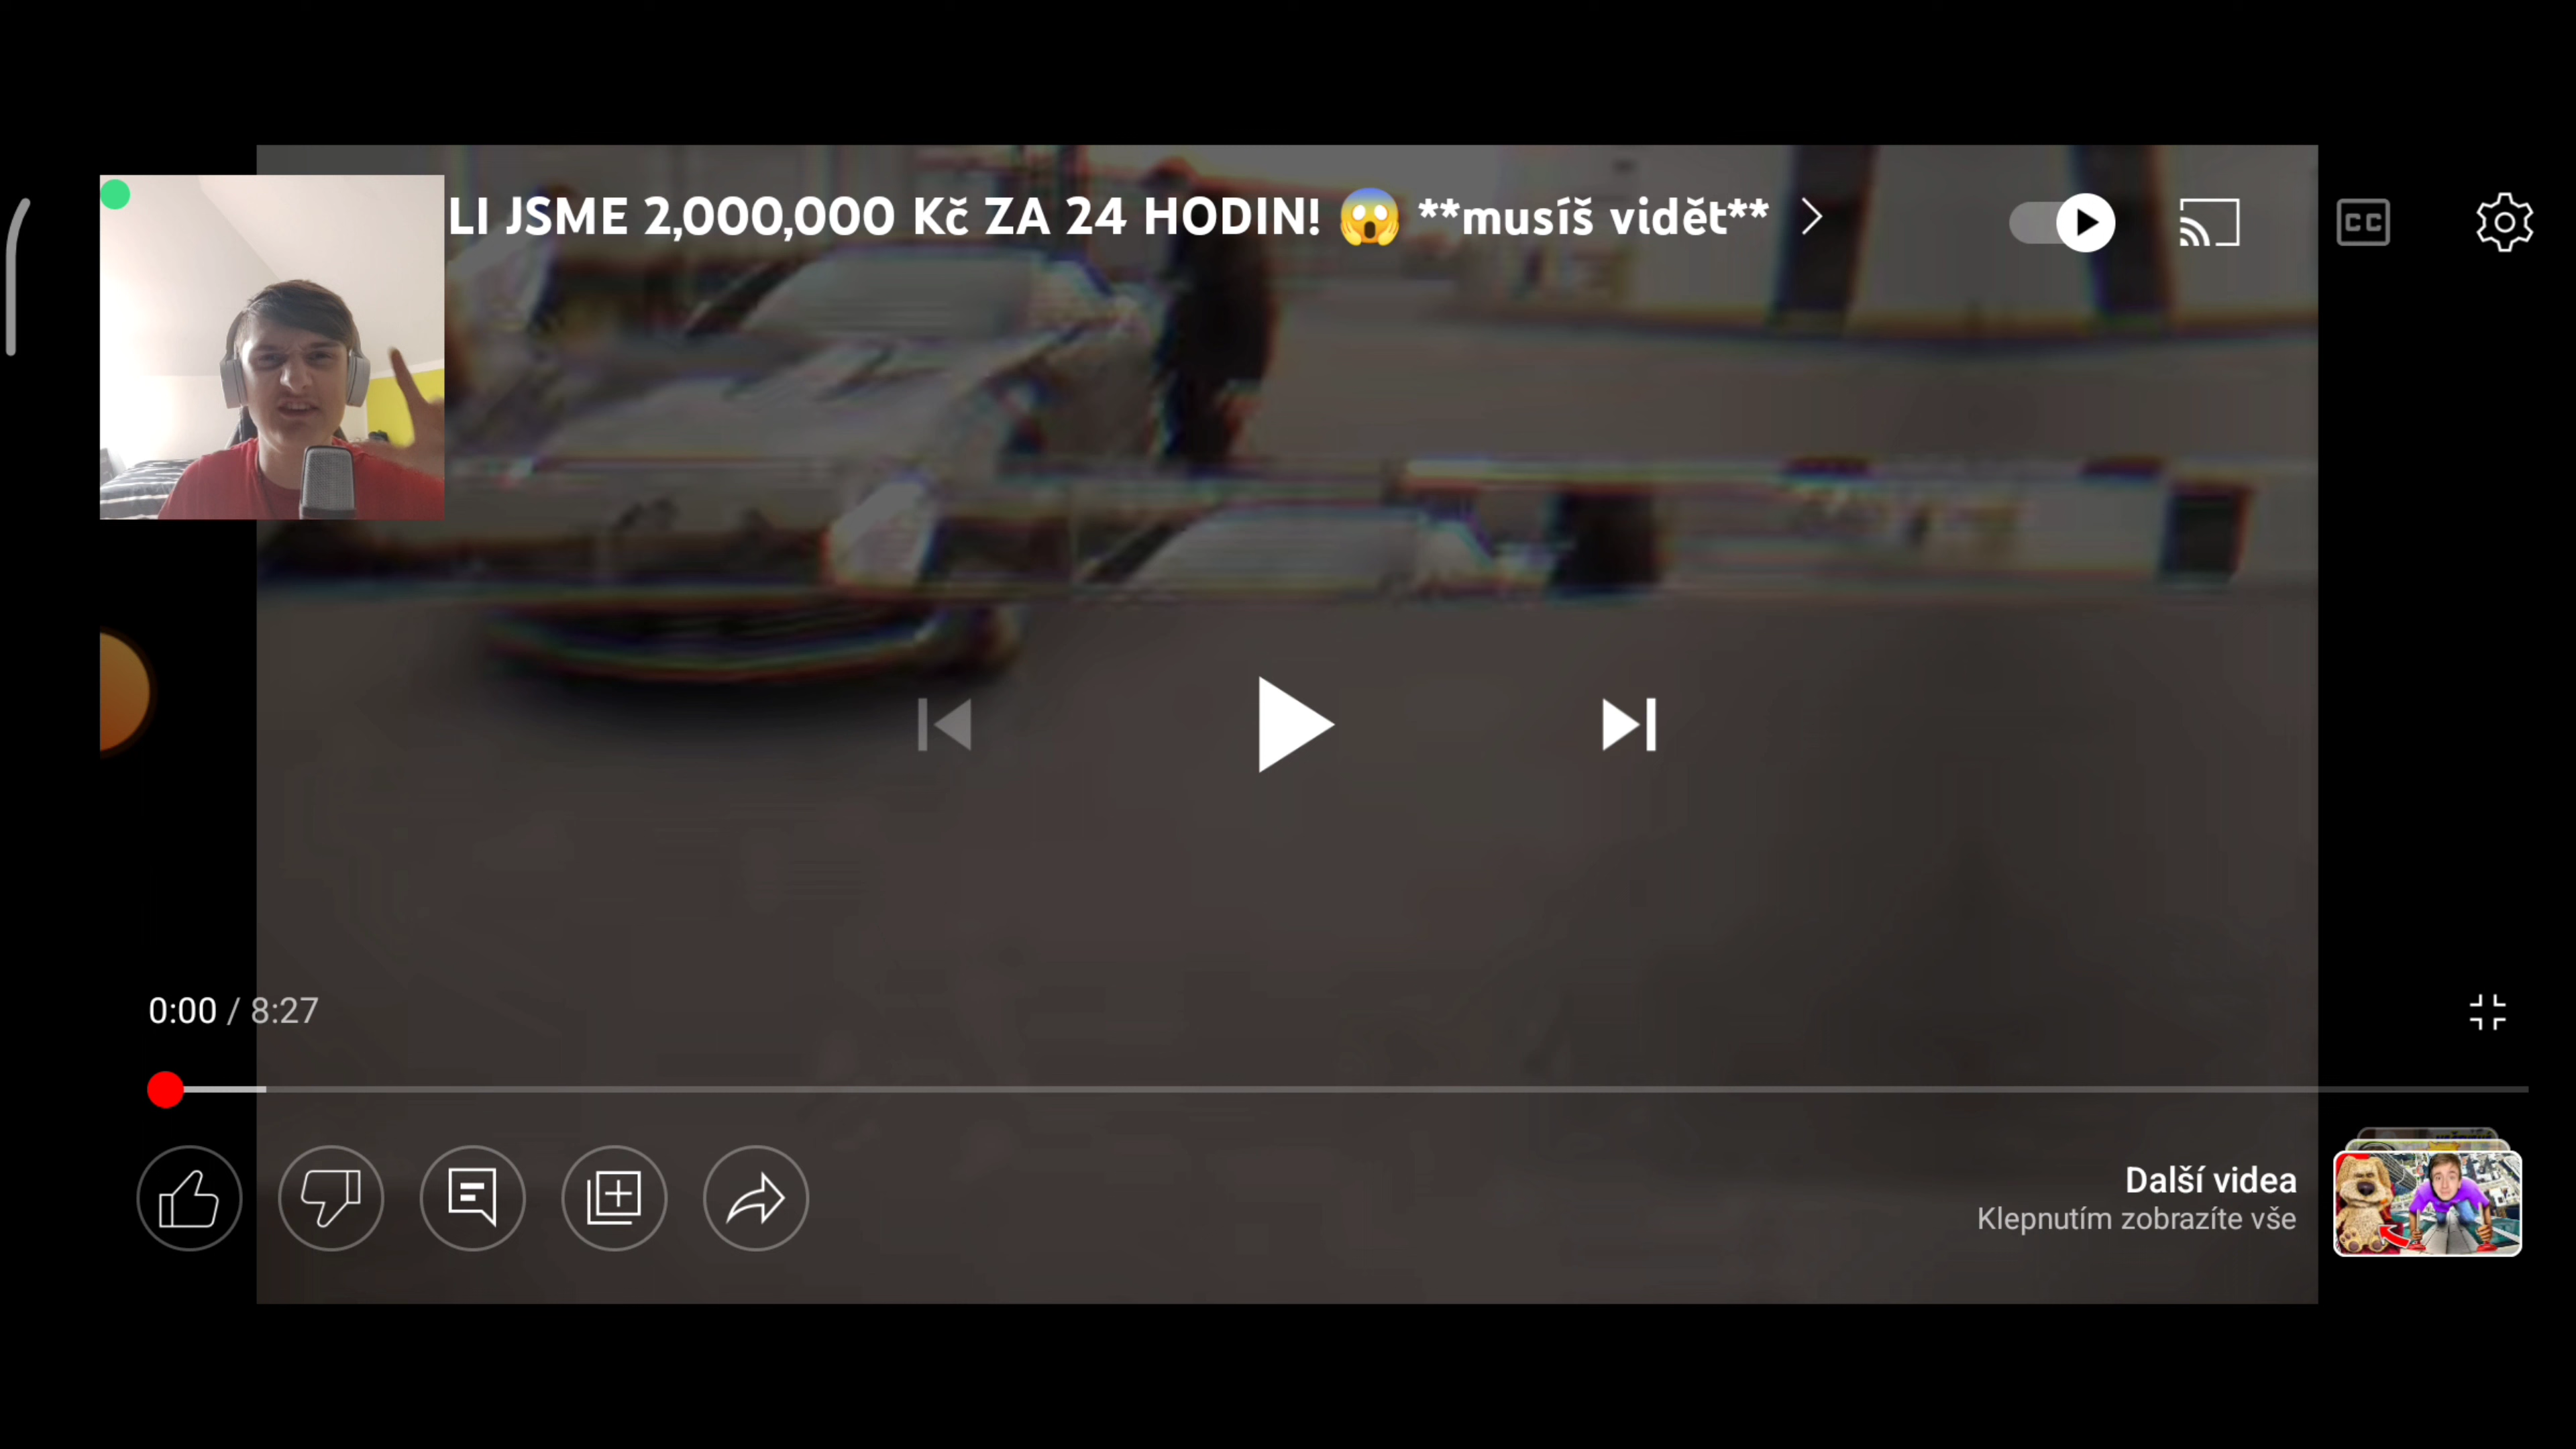 LI JSME 2,000,000 Kč ZA 24 HODIN! 😱 **musíš vidět**
CC
0:00 / 8:27
Další videa
Klepnutím zobrazíte vše